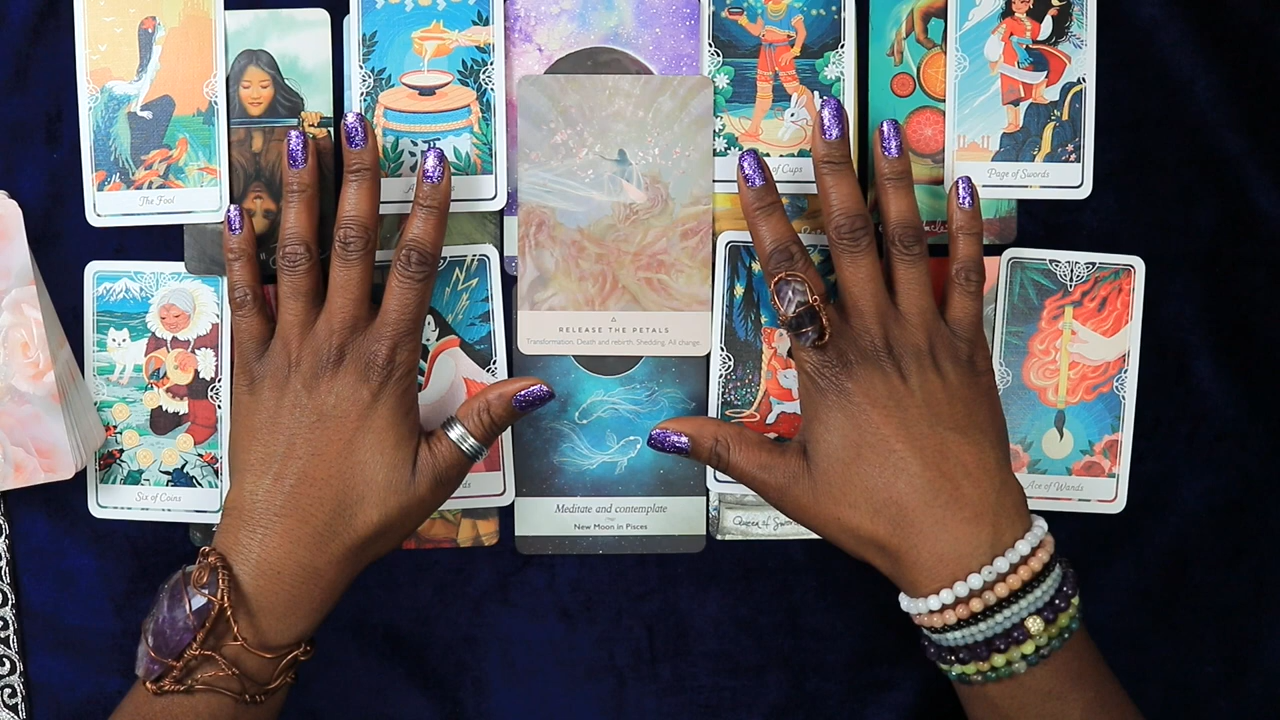 The Fool
of Cups
Page of Swords
RELEASE THE PETALS
Transformation. Death and rebirth. Shedding. All change.
Six of Coins
Meditate and contemplate
New Moon in Pisces
Queen of Swords
Ace of Wands